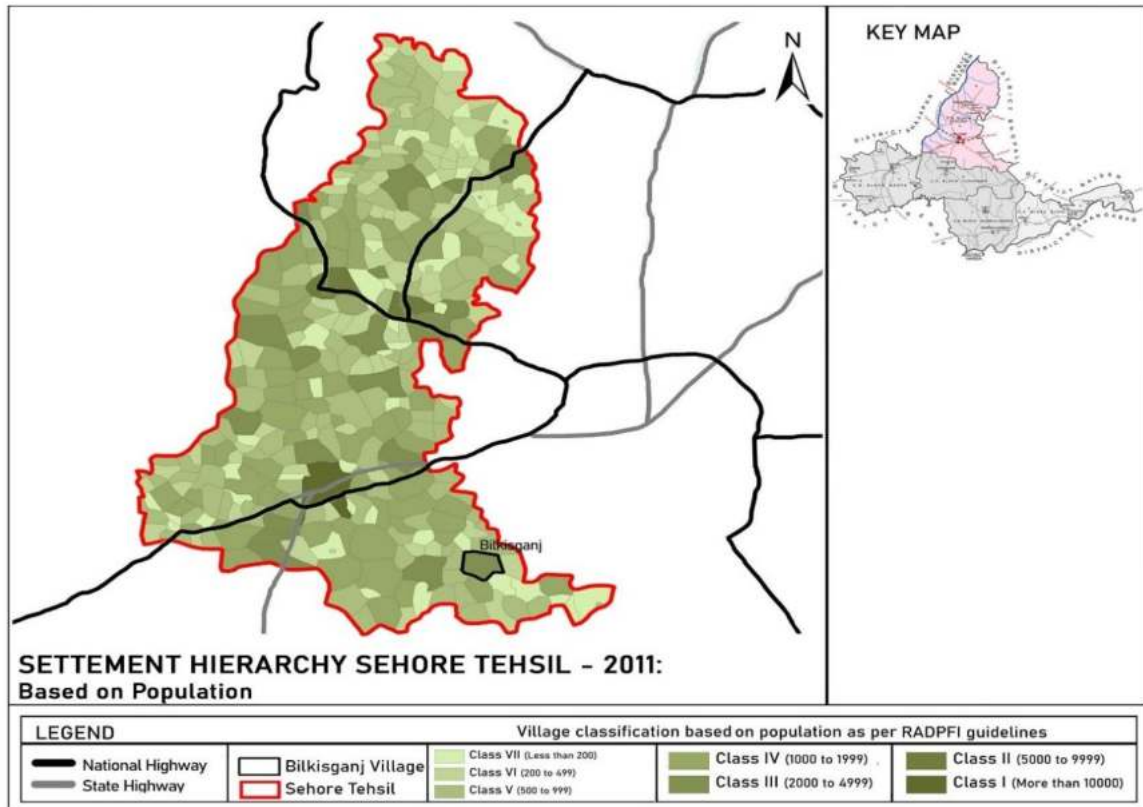 KEY MAP
N
Bilkisganj
SETTEMENT HIERARCHY SEHORE TEHSIL - 2011:
Based on Population
LEGEND
National Highway
State Highway
Bilkisganj Village
Sehore Tehsil
Village classification based on population as per RADPFI guidelines
Class VII (Less than 200)
Class VI (200 to 499)
Class V (500 to 999)
Class IV (1000 to 1999)
Class III (2000 to 4999)
Class II (5000 to 9999)
Class I (More than 10000)